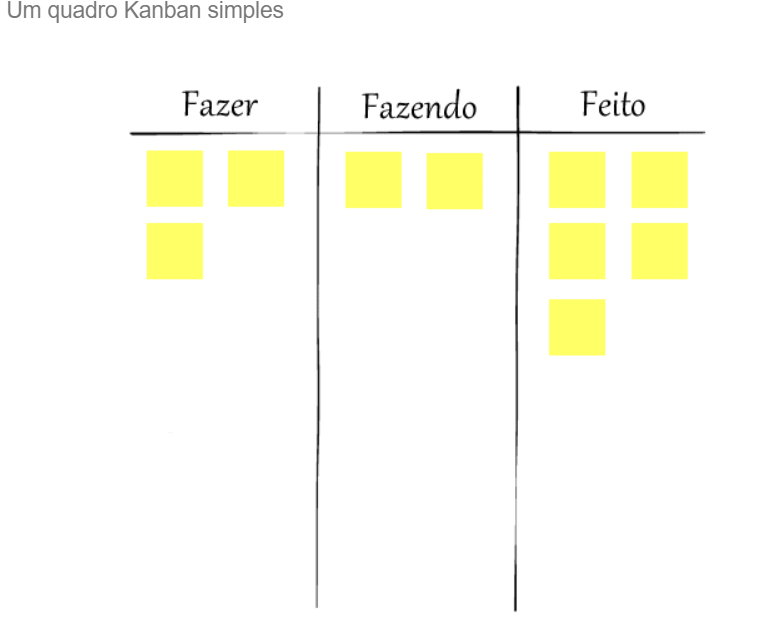 Um quadro Kanban simples
Fazer
Fazendo
Feito